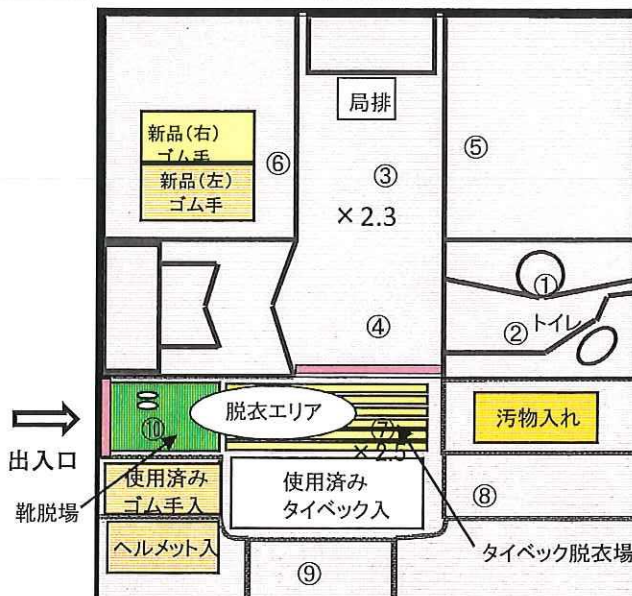 局排
新品(右)
ゴム手
新品(左)
ゴム手
⑥
③
⑤
×2.3
①
④
② トイレ
脱衣エリア
⑩
⑦
×2.5
汚物入れ
出入口
靴脱場
使用済み
ゴム手入
使用済み
タイベック入
⑧
ヘルメット入
タイベック脱衣場
⑨